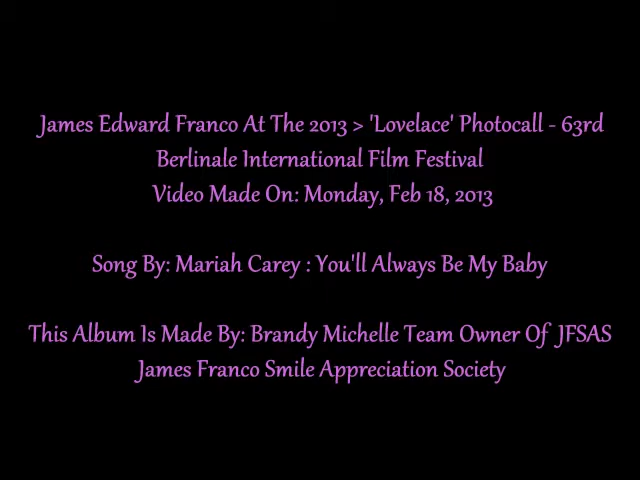 James Edward Franco At The 2013 > 'Lovelace' Photocall - 63rd
Berlinale International Film Festival
Video Made On: Monday, Feb 18, 2013
Song By: Mariah Carey : You'll Always Be My Baby
This Album Is Made By: Brandy Michelle Team Owner Of JFSAS
James Franco Smile Appreciation Society